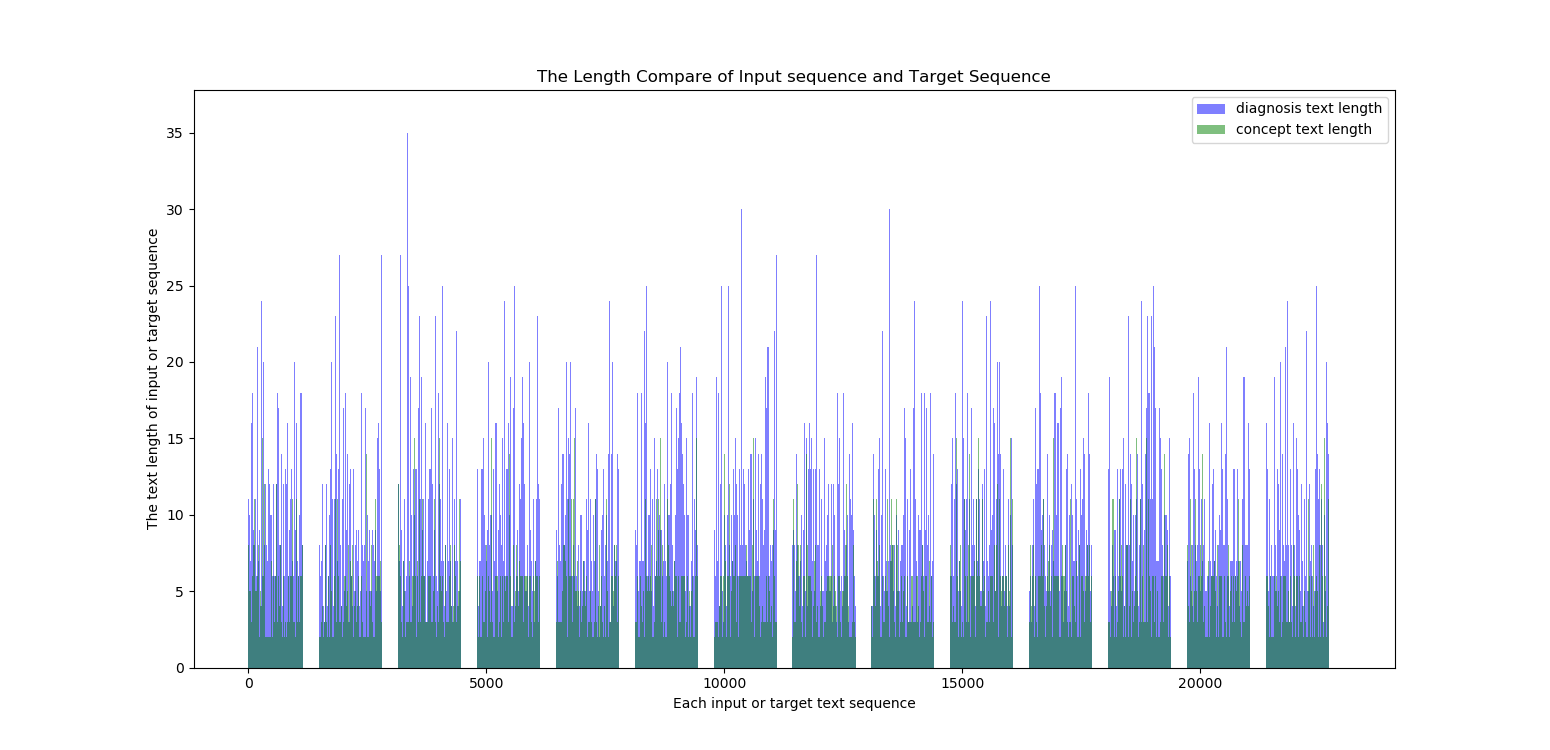 The Length Compare of Input sequence and Target Sequence
diagnosis text length
concept text length
The text length of input or target sequence
35
30
25
20
15
10
5
0
0 5000 10000 15000 20000
Each input or target text sequence